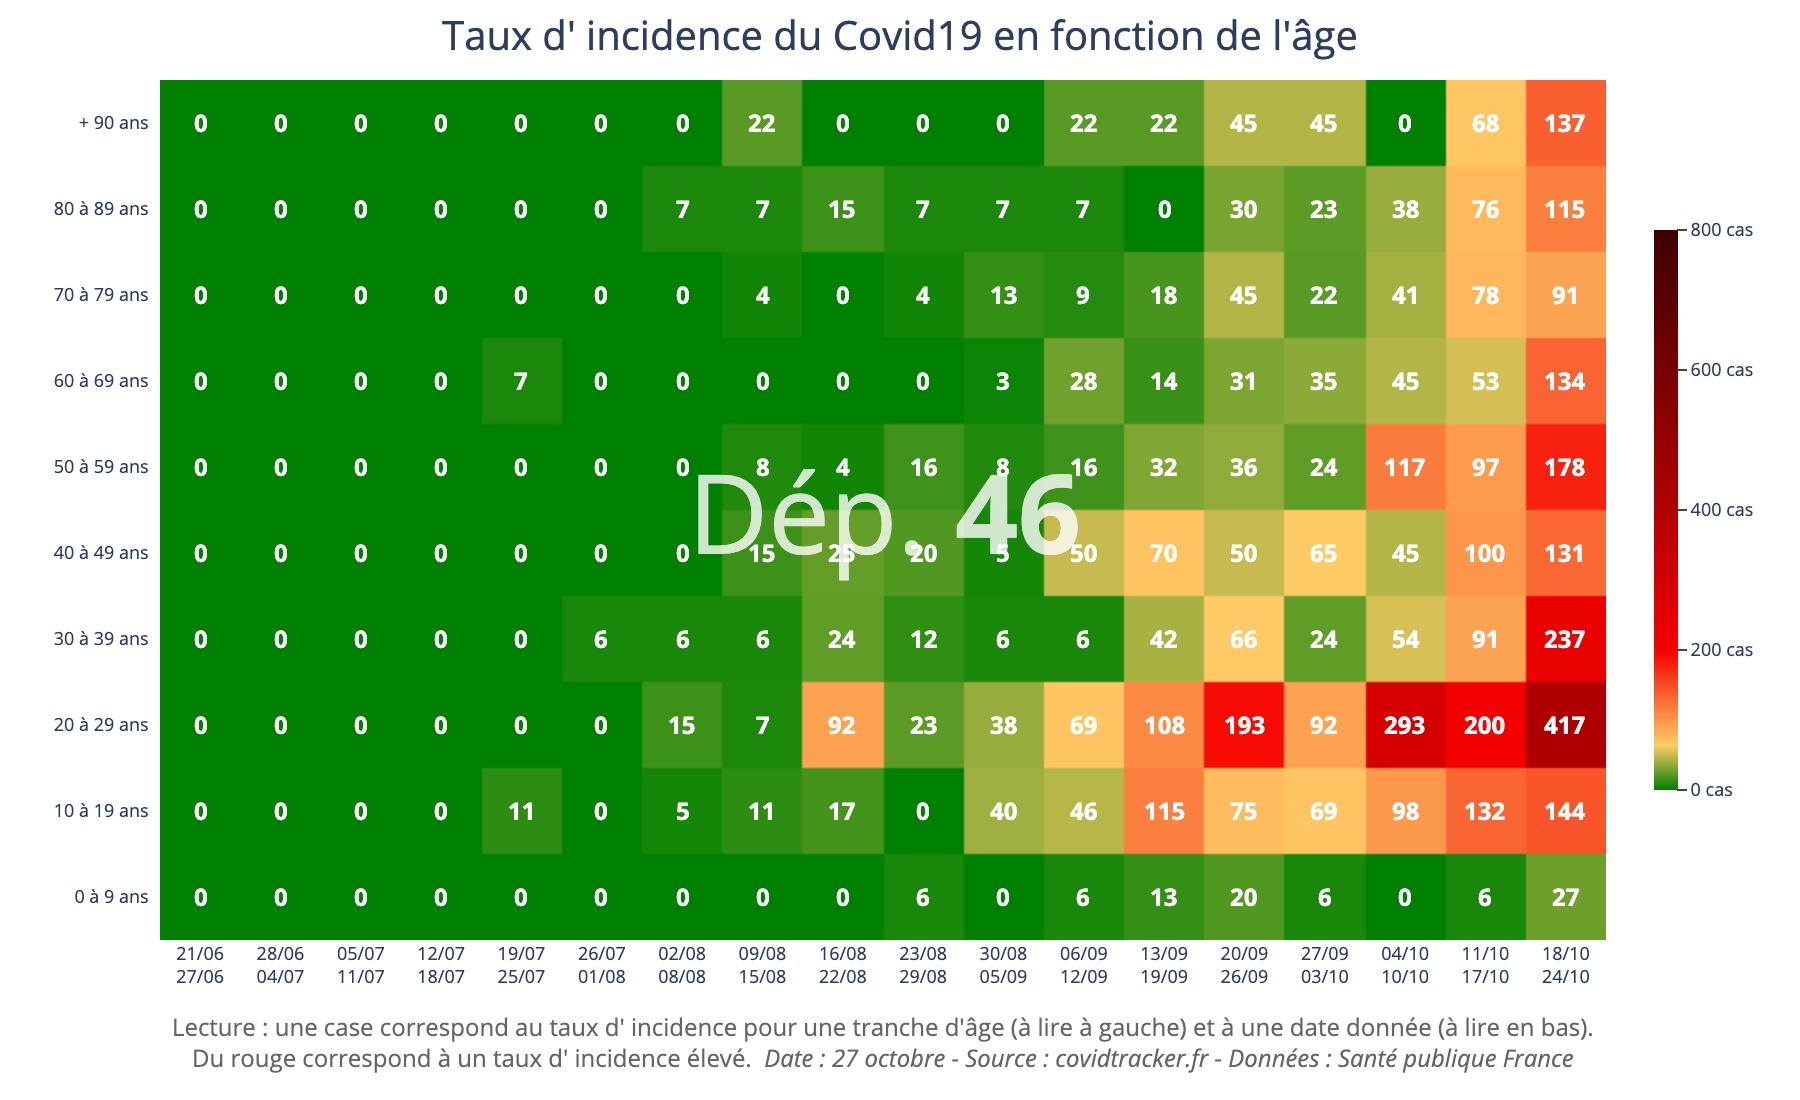 Taux d' incidence du Covid19 en fonction de l'âge
+ 90 ans 0 0 0 0 0 0 0 22 0 0 0 22 22 45 45 0 68 137
80 à 89 ans 0 0 0 0 0 0 7 7 15 7 7 7 0 30 23 38 76 115
70 à 79 ans 0 0 0 0 0 0 0 4 0 4 13 9 18 45 22 41 78 91
60 à 69 ans 0 0 0 0 7 0 0 0 0 0 3 28 14 31 35 45 53 134
50 à 59 ans 0 0 0 0 0 0 0 8 4 16 8 16 32 36 24 117 97 178
Dép. 46
40 à 49 ans 0 0 0 0 0 0 0 15 25 20 5 50 70 50 65 45 100 131
30 à 39 ans 0 0 0 0 0 6 6 6 24 12 6 6 42 66 24 54 91 237
20 à 29 ans 0 0 0 0 0 0 15 7 92 23 38 69 108 193 92 293 200 417
10 à 19 ans 0 0 0 0 11 0 5 11 17 0 40 46 115 75 69 98 132 144
0 à 9 ans 0 0 0 0 0 0 0 0 0 6 0 6 13 20 6 0 6 27
21/06 28/06 05/07 12/07 19/07 26/07 02/08 09/08 16/08 23/08 30/08 06/09 13/09 20/09 27/09 04/10 11/10 18/10
27/06 04/07 11/07 18/07 25/07 01/08 08/08 15/08 22/08 29/08 05/09 12/09 19/09 26/09 03/10 10/10 17/10 24/10
800 cas
600 cas
400 cas
200 cas
0 cas
Lecture : une case correspond au taux d' incidence pour une tranche d'âge (à lire à gauche) et à une date donnée (à lire en bas).
Du rouge correspond à un taux d' incidence élevé. Date : 27 octobre - Source : covidtracker.fr - Données : Santé publique France